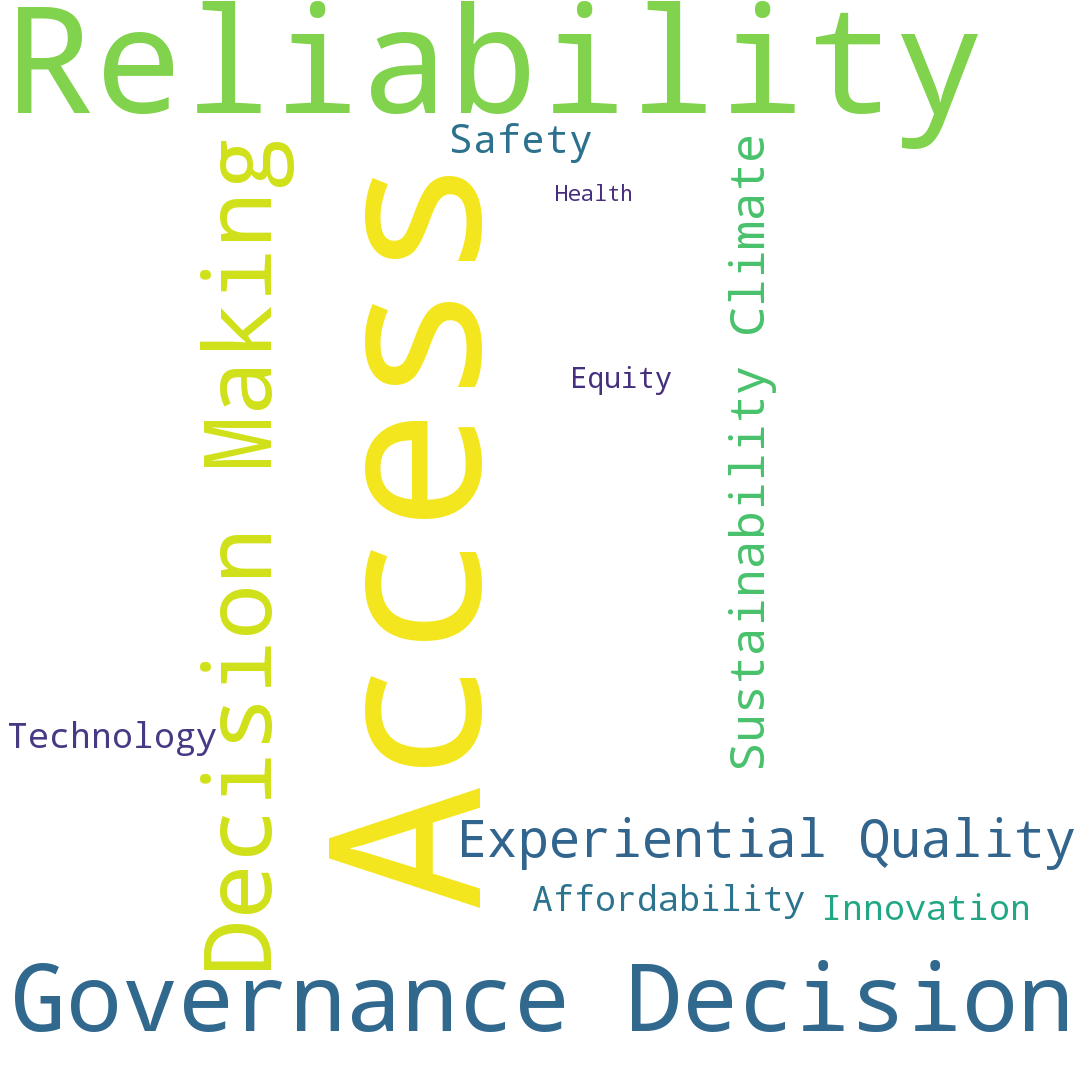 Reliability
Safety
Health
Decision Making
Access
Sustainability Climate
Equity
Technology
Experiential Quality
Affordability
Innovation
Governance Decision